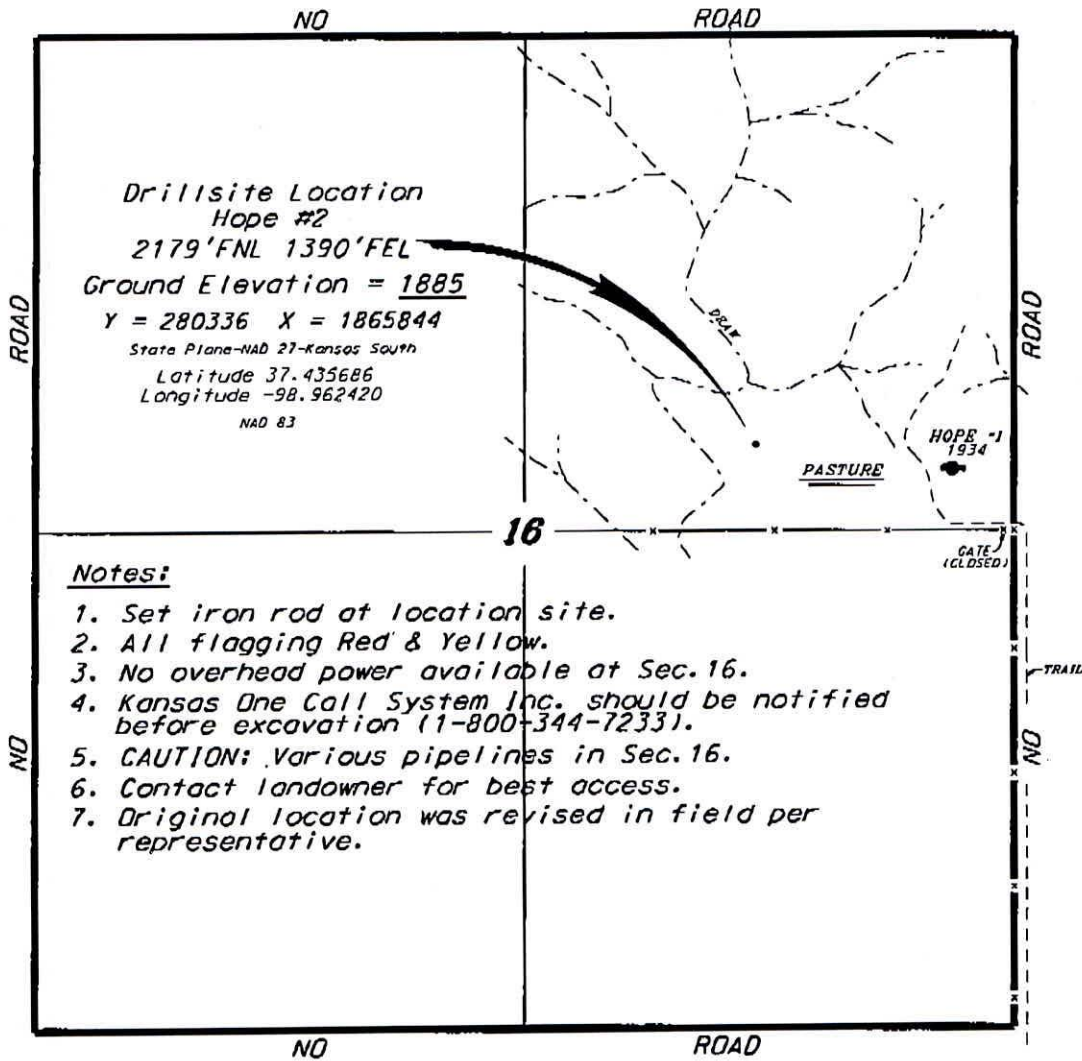 NO ROAD
Drillsite Location
Hope #2
2179'FNL 1390'FEL
Ground Elevation = 1885
Y = 280336 X = 1865844
State Plane-NAD 27-Kansas South
Latitude 37.435686
Longitude -98.962420
NAD 83
ROAD
ROAD
DRAW
HOPE #1
1934
PASTURE
16
GATE
(CLOSED)
Notes:
1. Set iron rod at location site.
2. All flagging Red & Yellow.
3. No overhead power available at Sec.16.
4. Kansas One Call System Inc. should be notified
before excavation (1-800-344-7233).
5. CAUTION: Various pipelines in Sec.16.
6. Contact landowner for best access.
7. Original location was revised in field per
representative.
TRAIL
NO
NO
NO ROAD